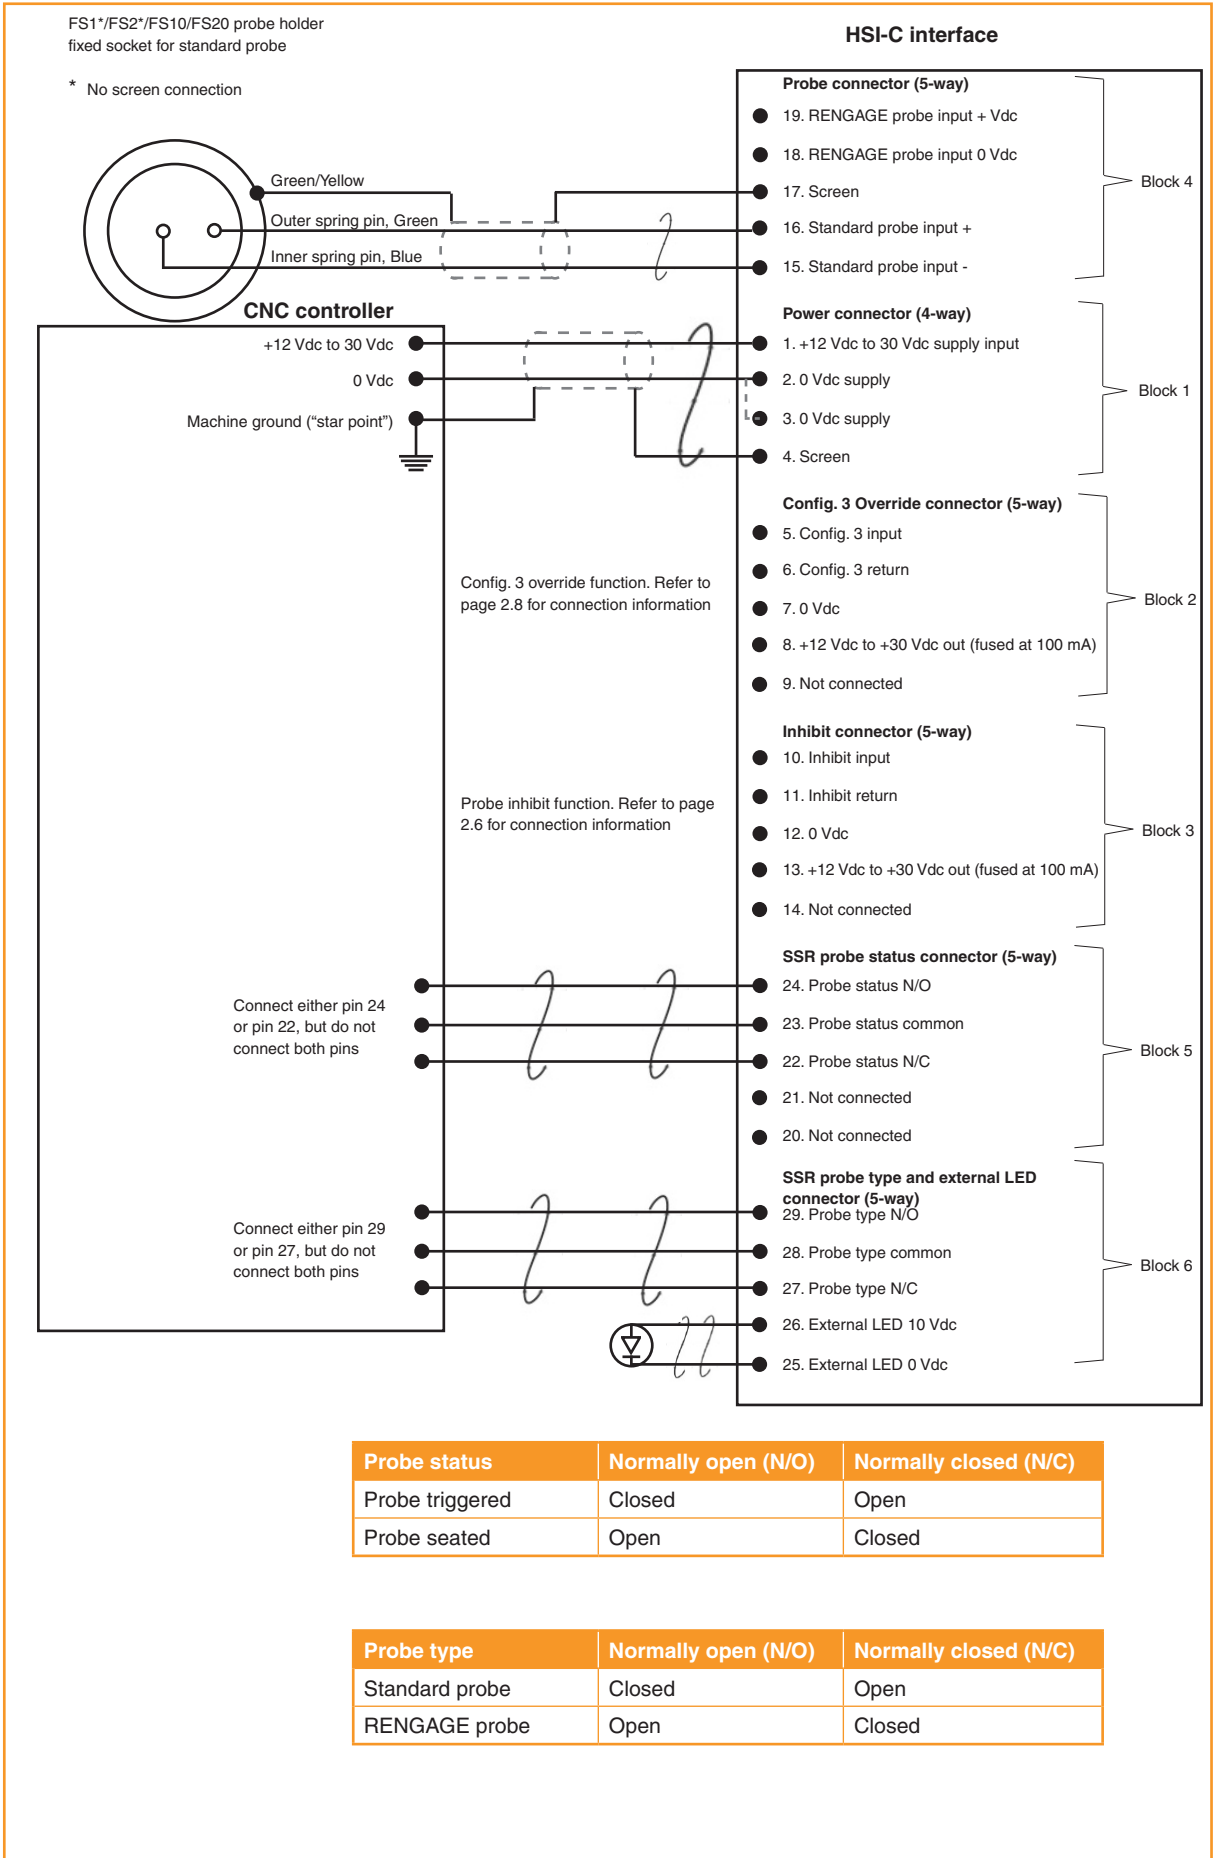 FS1*/FS2*/FS10/FS20 probe holder
fixed socket for standard probe
* No screen connection
HSI-C interface
Probe connector (5-way)
19. RENGAGE probe input + Vdc
18. RENGAGE probe input 0 Vdc
Green/Yellow
17. Screen
Block 4
Outer spring pin, Green
16. Standard probe input +
Inner spring pin, Blue
15. Standard probe input -
CNC controller
Power connector (4-way)
+12 Vdc to 30 Vdc
1. +12 Vdc to 30 Vdc supply input
0 Vdc
2. 0 Vdc supply
Block 1
Machine ground (“star point”)
3. 0 Vdc supply
4. Screen
Config. 3 Override connector (5-way)
5. Config. 3 input
Config. 3 override function. Refer to
page 2.8 for connection information
6. Config. 3 return
7. 0 Vdc
Block 2
8. +12 Vdc to +30 Vdc out (fused at 100 mA)
9. Not connected
Inhibit connector (5-way)
10. Inhibit input
Probe inhibit function. Refer to page
2.6 for connection information
11. Inhibit return
12. 0 Vdc
Block 3
13. +12 Vdc to +30 Vdc out (fused at 100 mA)
14. Not connected
SSR probe status connector (5-way)
24. Probe status N/O
Connect either pin 24
or pin 22, but do not
connect both pins
23. Probe status common
22. Probe status N/C
Block 5
21. Not connected
20. Not connected
SSR probe type and external LED
connector (5-way)
29. Probe type N/O
Connect either pin 29
or pin 27, but do not
connect both pins
28. Probe type common
27. Probe type N/C
Block 6
26. External LED 10 Vdc
25. External LED 0 Vdc
Probe status Normally open (N/O) Normally closed (N/C)
Probe triggered Closed Open
Probe seated Open Closed
Probe type Normally open (N/O) Normally closed (N/C)
Standard probe Closed Open
RENGAGE probe Open Closed